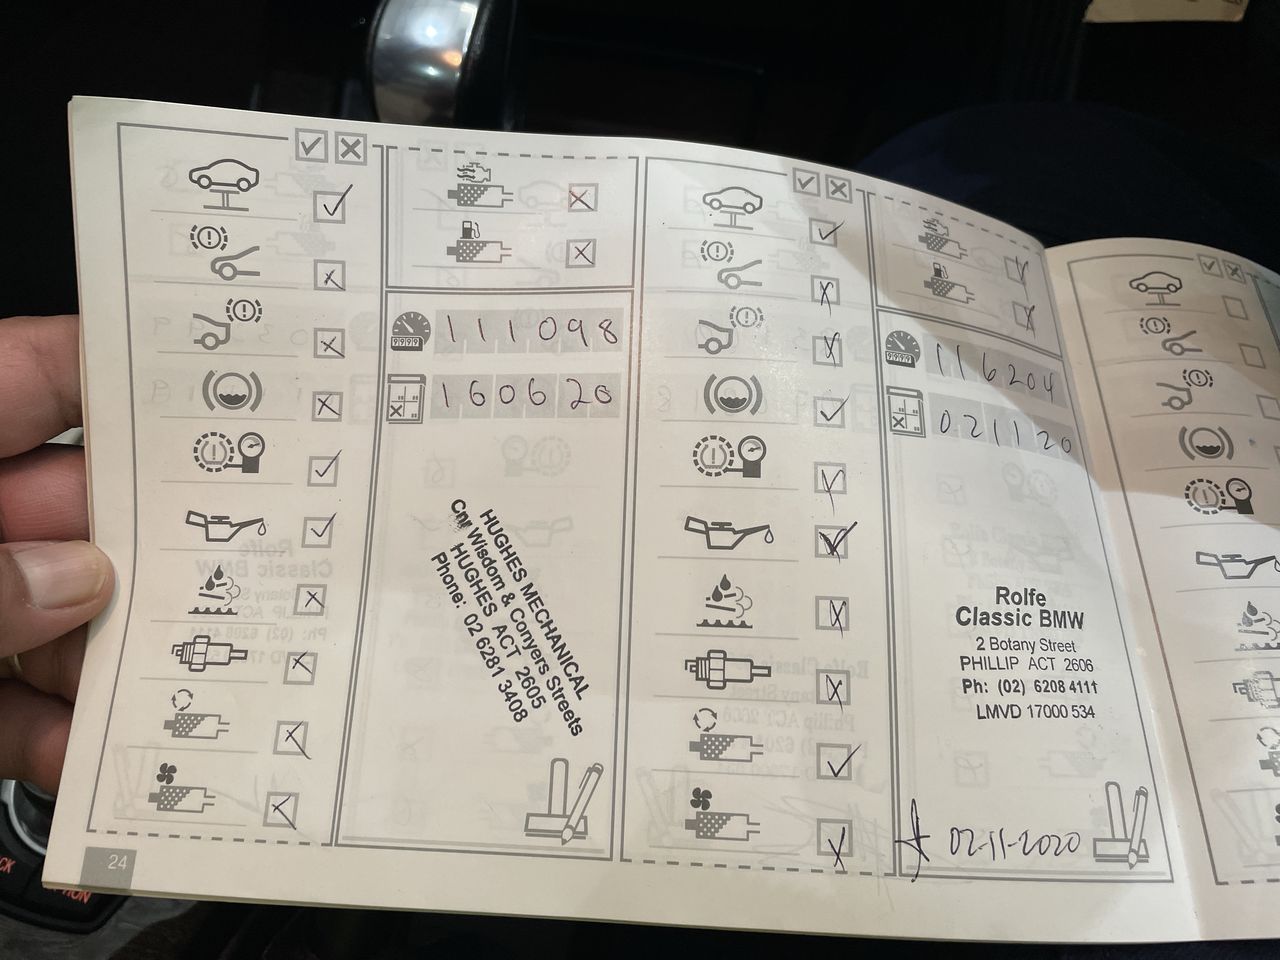 111098
160620
HUGHES MECHANICAL
Cnr Wisdom & Conyers Streets
HUGHES ACT 2605
Phone: 02 6281 3408
116204
021120
Rolfe
Classic BMW
2 Botany Street
PHILLIP ACT 2606
Ph: (02) 6208 4111
LMVD 17000 534
02-11-2020
24